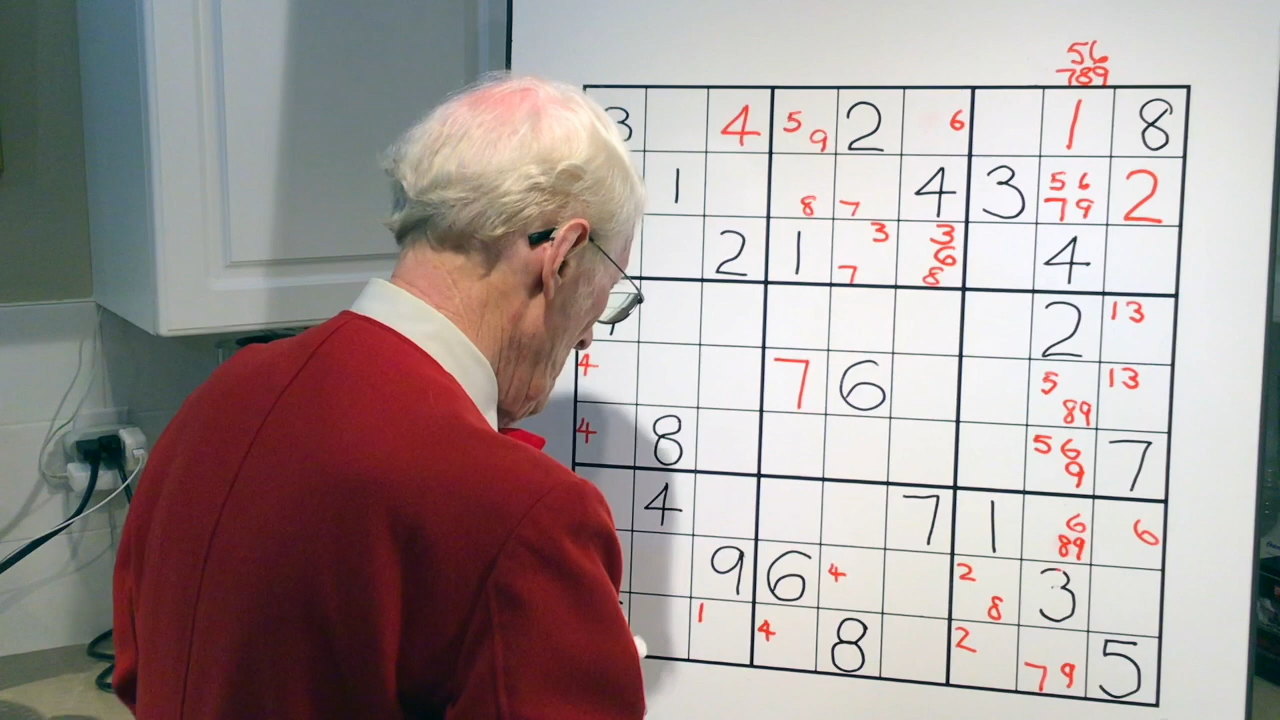 56
789
3 4 5 9 2 6 1 8
1 8 7 4 3 56 79 2
2 1 3 7 3 6 8 4
2 13
4 7 6 5 89 13
4 8 56 9 7
4 7 1 6 89 6
9 6 4 2 8 3
1 4 8 2 79 5